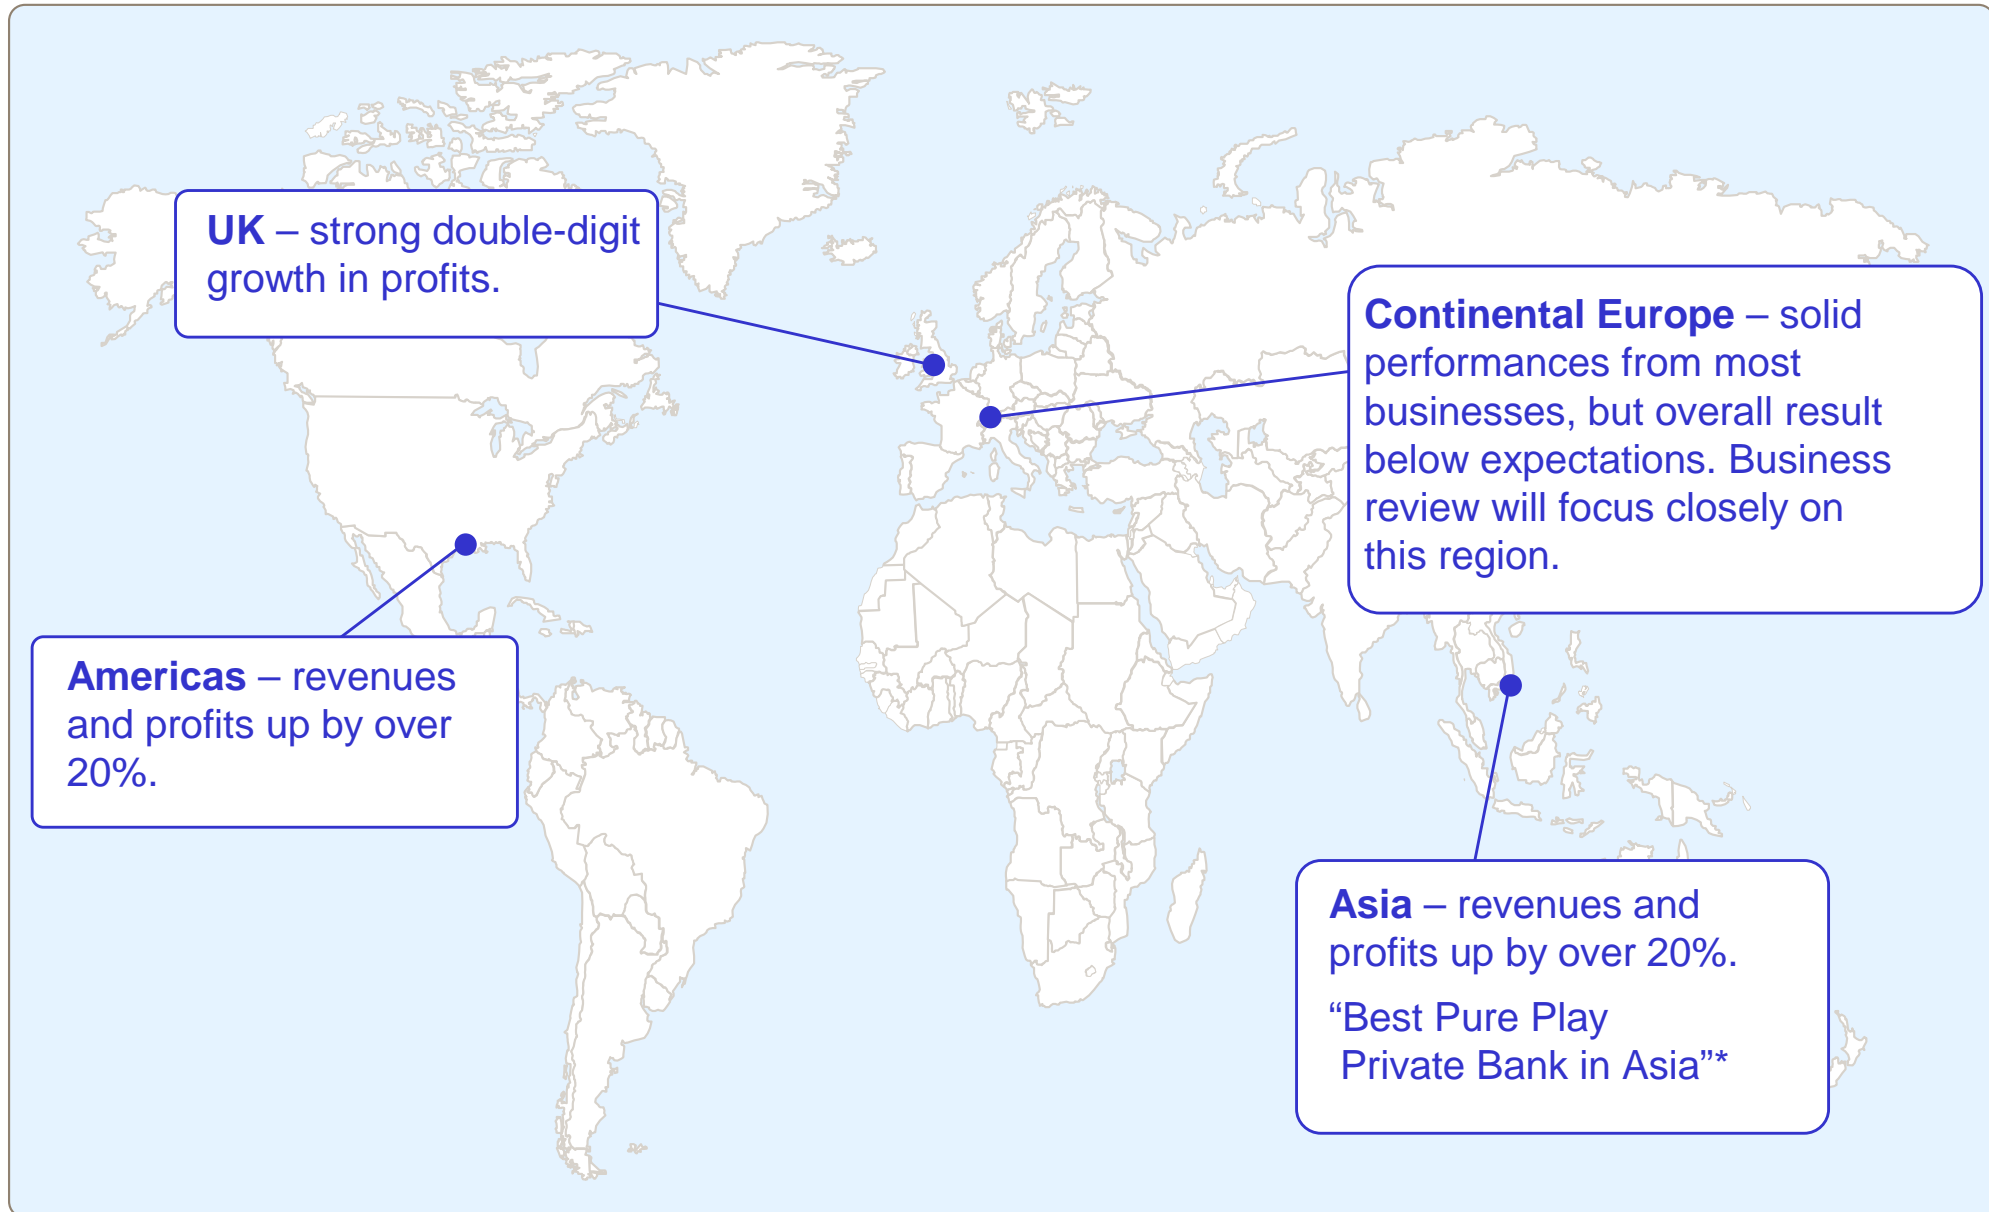 UK – strong double-digit
growth in profits.
Continental Europe – solid
performances from most
businesses, but overall result
below expectations. Business
review will focus closely on
this region.
Americas – revenues
and profits up by over
20%.
Asia – revenues and
profits up by over 20%.
“Best Pure Play
Private Bank in Asia”*